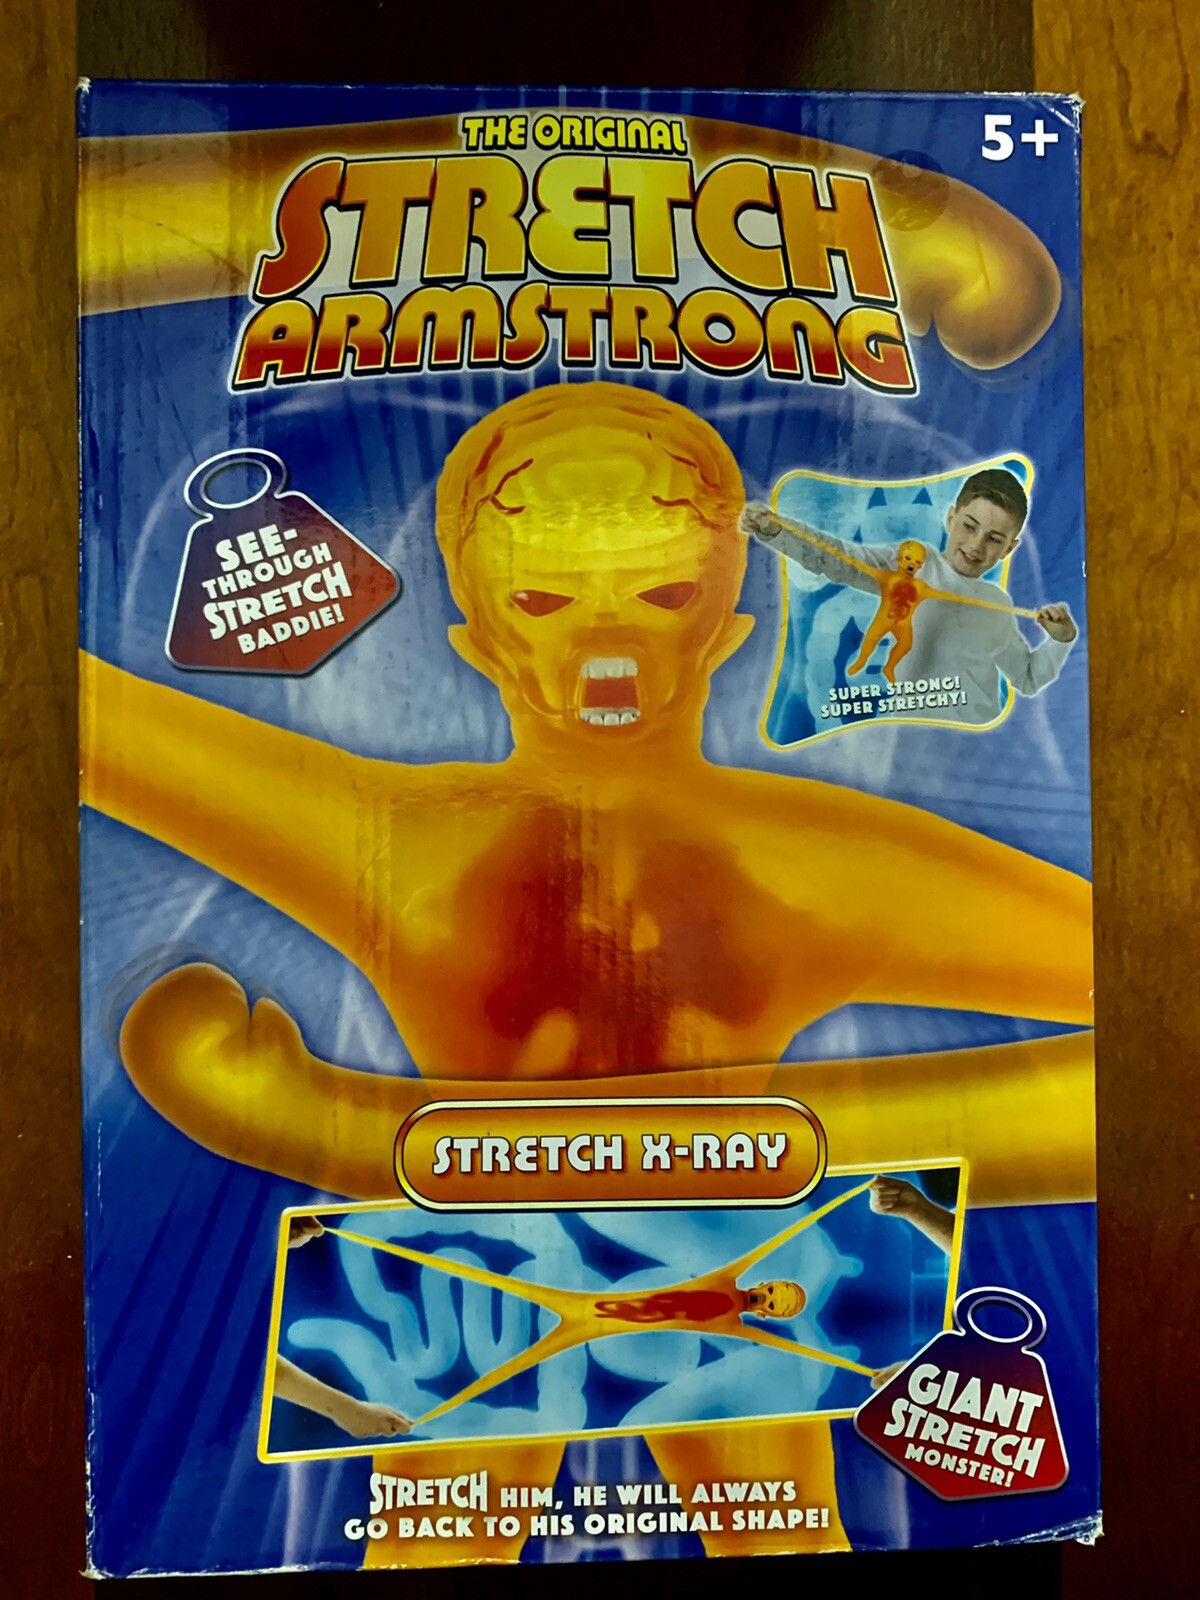 5+
THE ORIGINAL
STRETCH
ARMSTRONG
SEE-
THROUGH
STRETCH
BADDIE!
SUPER STRONG!
SUPER STRETCHY!
STRETCH X-RAY
GIANT
STRETCH
MONSTER!
STRETCH HIM, HE WILL ALWAYS
GO BACK TO HIS ORIGINAL SHAPE!